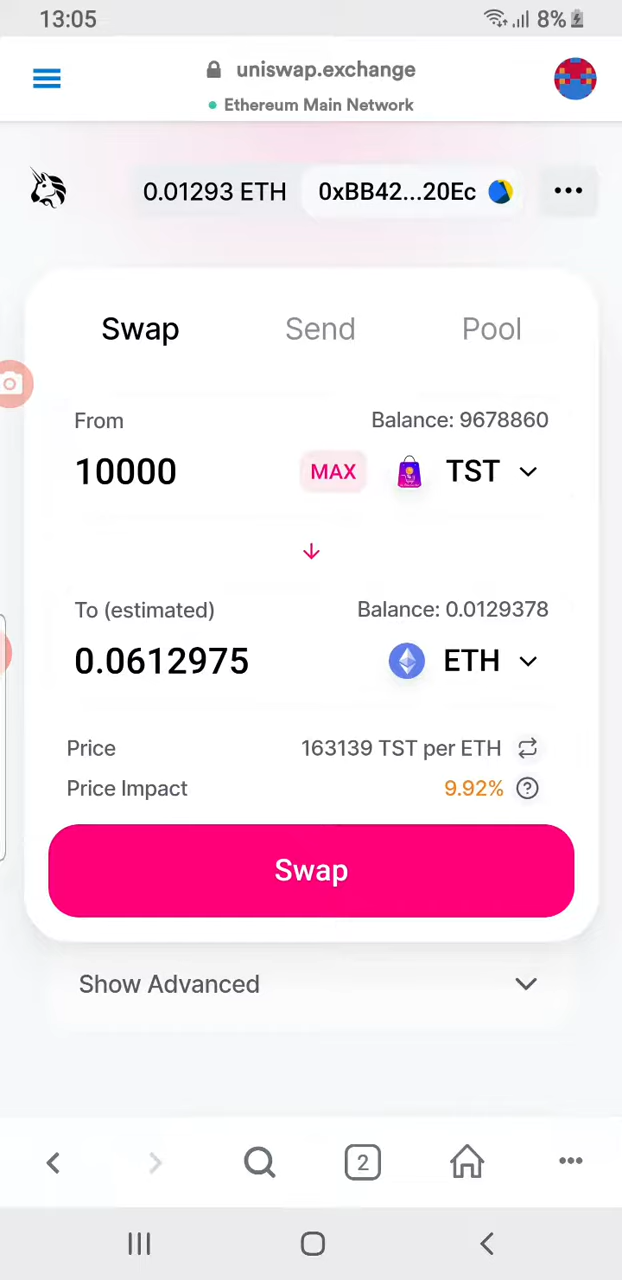 13:05 8%
uniswap.exchange
Ethereum Main Network
0.01293 ETH 0xBB42...20Ec
Swap Send Pool
From Balance: 9678860
10000 MAX TST
To (estimated) Balance: 0.0129378
0.0612975 ETH
Price 163139 TST per ETH
Price Impact 9.92% ?
Swap
Show Advanced
2